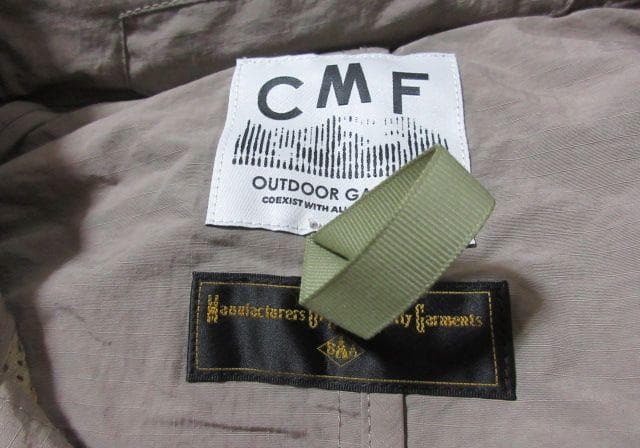 CMF
OUTDOOR GA
COEXIST WITH AL
Manufacturers Garments